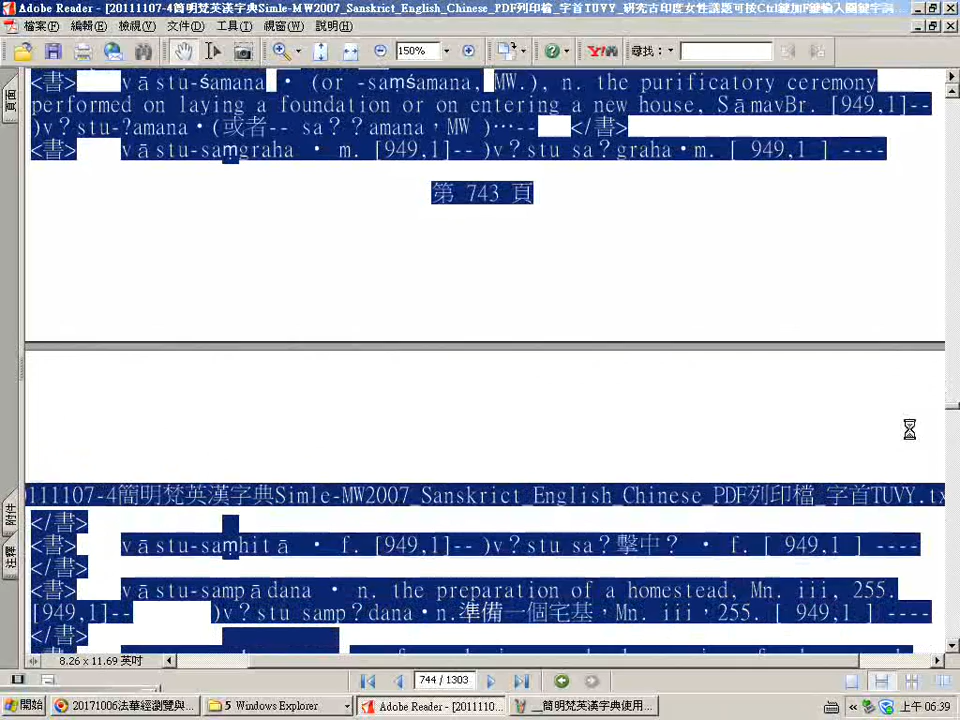 Adobe Reader - [20111107-4簡明梵英漢字典Simle-MW2007_Sanskrict_English_Chinese_PDF列印檔_字首TUVY_研究古印度女性議題可按Ctrl鍵加F鍵輸入關鍵字詞...
檔案(F) 編輯(E) 檢視(V) 文件(D) 工具(T) 視窗(W) 說明(H)
150% Y! 尋找：
頁面
<書> vāstu-śamana • (or -saṃśamana, MW.), n. the purificatory ceremony
performed on laying a foundation or on entering a new house, SāmavBr. [949,1]--
)v？stu-?amana•(或者-- sa？？amana，MW )…-- </書>
<書> vāstu-saṃgraha • m. [949,1]--)v？stu sa？graha•m. [ 949,1 ] ----
第 743 頁
0111107-4簡明梵英漢字典Simle-MW2007_Sanskrict_English_Chinese_PDF列印檔_字首TUVY.tx
</書>
<書> vāstu-saṃhitā • f. [949,1]-- )v？stu sa？擊中？ • f. [ 949,1 ] ----
</書>
<書> vāstu-sampādana • n. the preparation of a homestead, Mn. iii, 255.
[949,1]-- )v？stu samp？dana•n.準備一個宅基，Mn. iii，255. [ 949,1 ] ----
</書>
附件
注釋
8.26 x 11.69 英吋
744 / 1303
開始 20171006法華經瀏覽與... 5 Windows Explorer Adobe Reader - [2011110... __簡明梵英漢字典使用... 上午 06:39